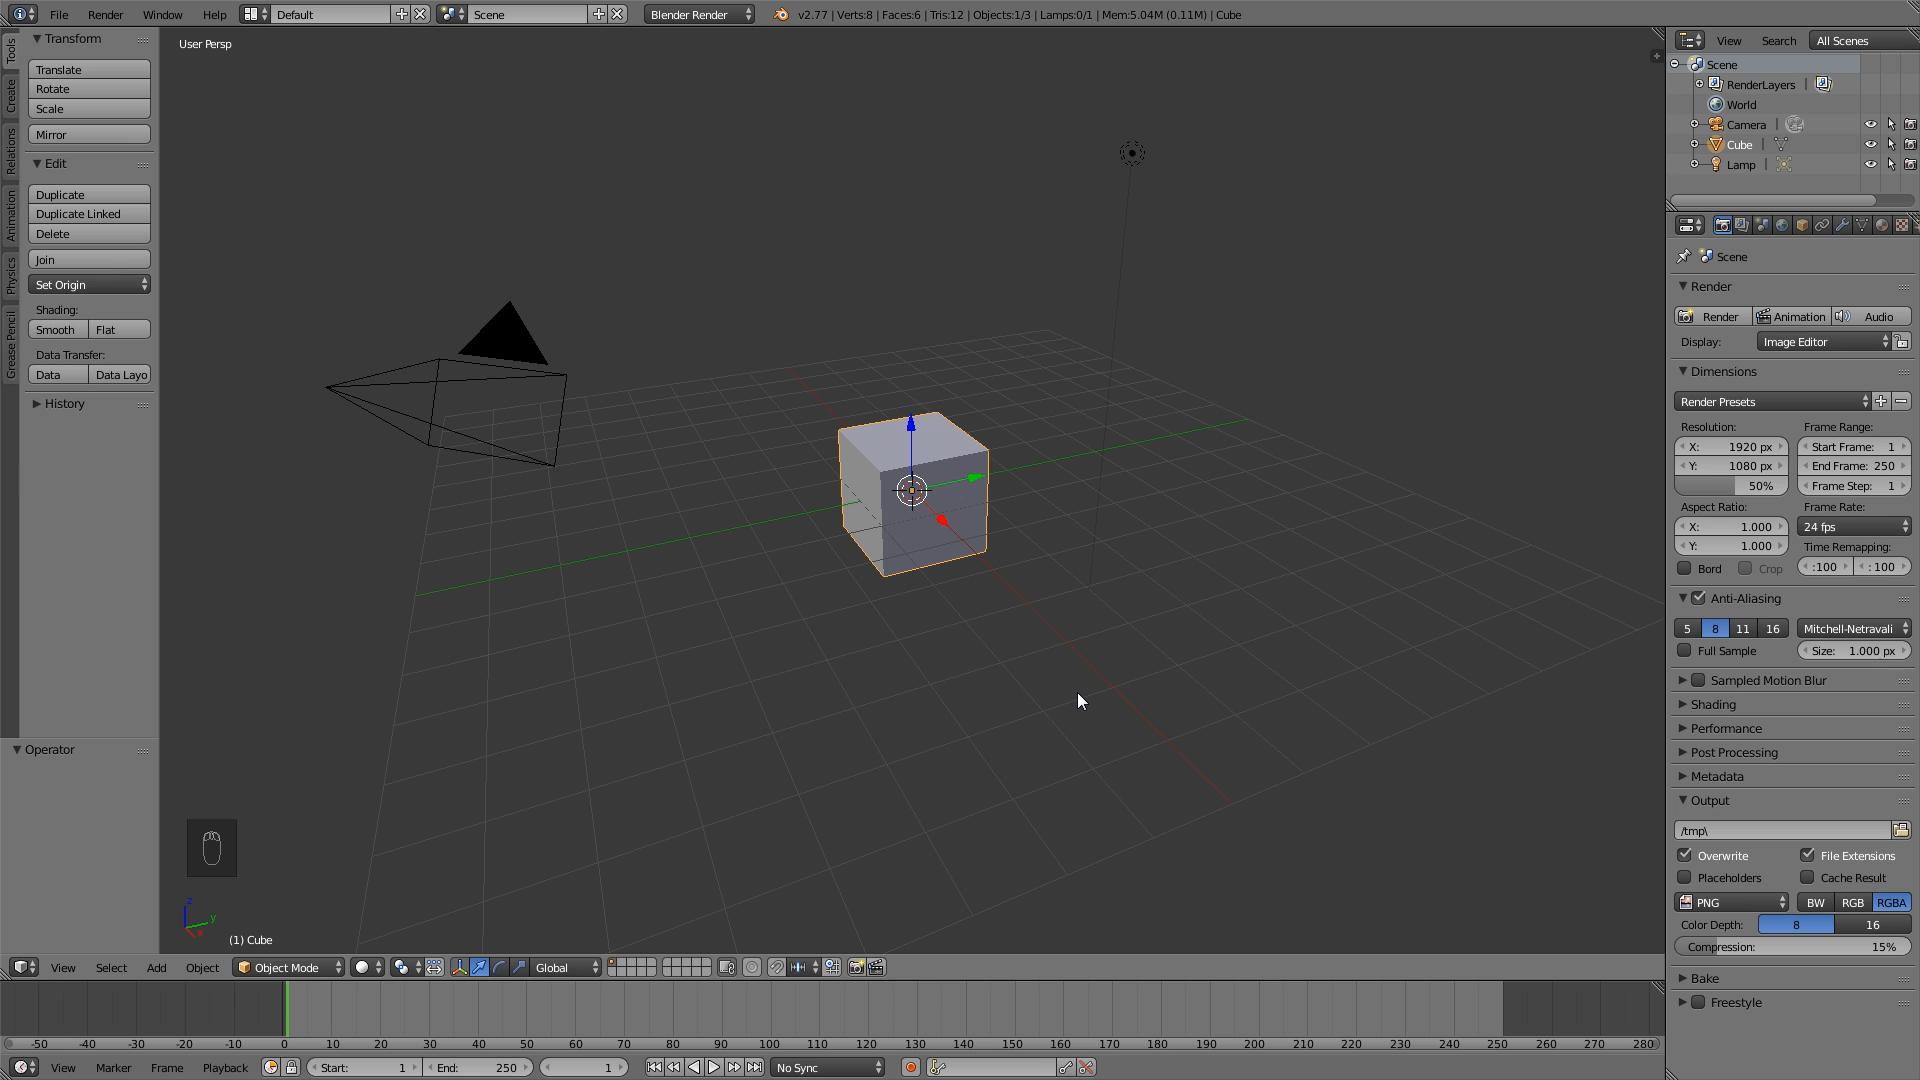 File Render Window Help Default Scene Blender Render v2.77 | Verts:8 | Faces:6 | Tris:12 | Objects:1/3 | Lamps:0/1 | Mem:5.04M (0.11M) | Cube
Tools
Create
Relations
Animation
Physics
Grease Pencil
Transform
Translate
Rotate
Scale
Mirror
Edit
Duplicate
Duplicate Linked
Delete
Join
Set Origin
Shading:
Smooth Flat
Data Transfer:
Data Data Layo
History
Operator
User Persp
z
y
x
(1) Cube
View Select Add Object Object Mode Global
-50 -40 -30 -20 -10 0 10 20 30 40 50 60 70 80 90 100 110 120 130 140 150 160 170 180 190 200 210 220 230 240 250 260 270 280
View Marker Frame Playback Start: 1 End: 250 1 No Sync
View Search All Scenes
Scene
RenderLayers |
World
Camera |
Cube |
Lamp |
Scene
Render
Render Animation Audio
Display: Image Editor
Dimensions
Render Presets
Resolution: Frame Range:
X: 1920 px Start Frame: 1
Y: 1080 px End Frame: 250
50% Frame Step: 1
Aspect Ratio: Frame Rate:
X: 1.000 24 fps
Y: 1.000 Time Remapping:
Bord Crop :100 : 100
Anti-Aliasing
5 8 11 16 Mitchell-Netravali
Full Sample Size: 1.000 px
Sampled Motion Blur
Shading
Performance
Post Processing
Metadata
Output
/tmp\
Overwrite File Extensions
Placeholders Cache Result
PNG BW RGB RGBA
Color Depth: 8 16
Compression: 15%
Bake
Freestyle